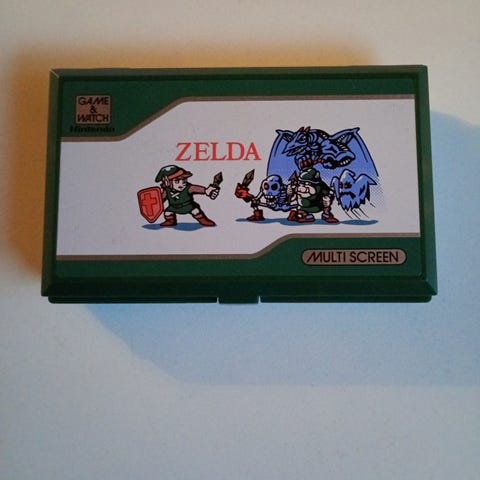 GAME
&
WATCH
Nintendo
ZELDA
MULTI SCREEN